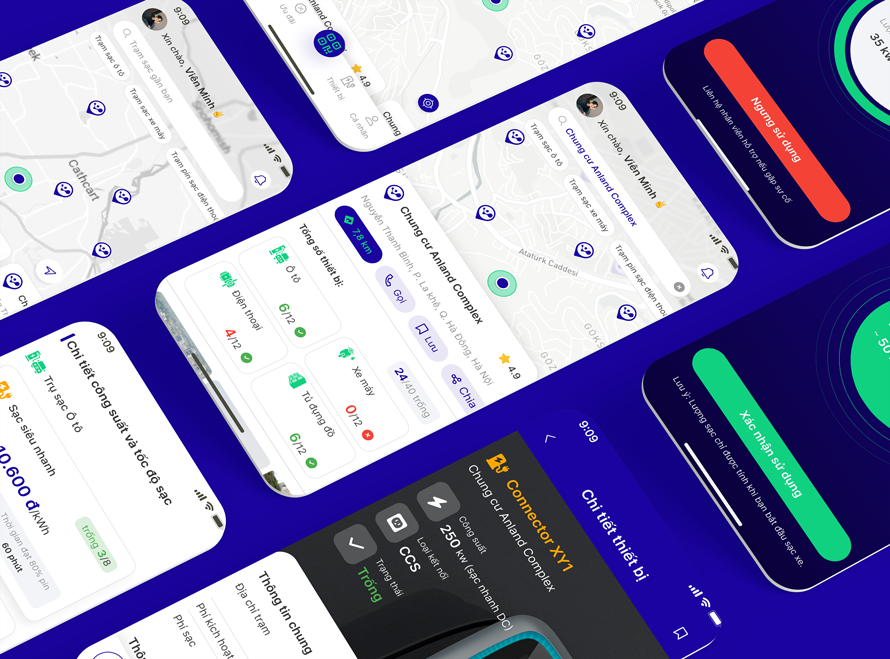 9:09
Xin chào, Viên Minh ✌️
Trạm sạc gần bạn
Trạm sạc ô tô
Trạm sạc xe máy
Trạm pin sạc điện thoại
Cathcart
Ch
Anland Complex
4.9
Ưu đãi
Thiết bị
Cá nhân
Chung
9:09
Xin chào, Viên Minh ✌️
Chung cư Anland Complex
Trạm sạc ô tô
Trạm sạc xe máy
Trạm pin sạc điện thoại
Atatürk Caddesi
Chung cư Anland Complex
4.9
Nguyễn Thanh Bình, P. La khê, Q. Hà Đông, Hà Nội
7,8 km
Gọi
Lưu
Chia
Tổng số thiết bị:
24/40 trống
Ô tô
6/12
Xe máy
0/12
Điện thoại
4/12
Tủ đựng đồ
6/12
35 kw
Ngưng sử dụng
Liên hệ nhân viên hỗ trợ nếu gặp sự cố
~ 50
Xác nhận sử dụng
Lưu ý: Lượng sạc chỉ được tính khi bạn bắt đầu sạc xe.
9:09
Chi tiết công suất và tốc độ sạc
Trụ sạc Ô tô
Sạc siêu nhanh
trống 3/8
10.600 đ/kWh
Thời gian đạt 80% pin
60 phút
9:09
Chi tiết thiết bị
Connector XY1
Chung cư Anland Complex
Công suất
250 kw (sạc nhanh DC)
Loại kết nối
CCS
Trạng thái
Trống
Thông tin chung
Địa chỉ trạm
Phí kích hoạt
Phí sạc